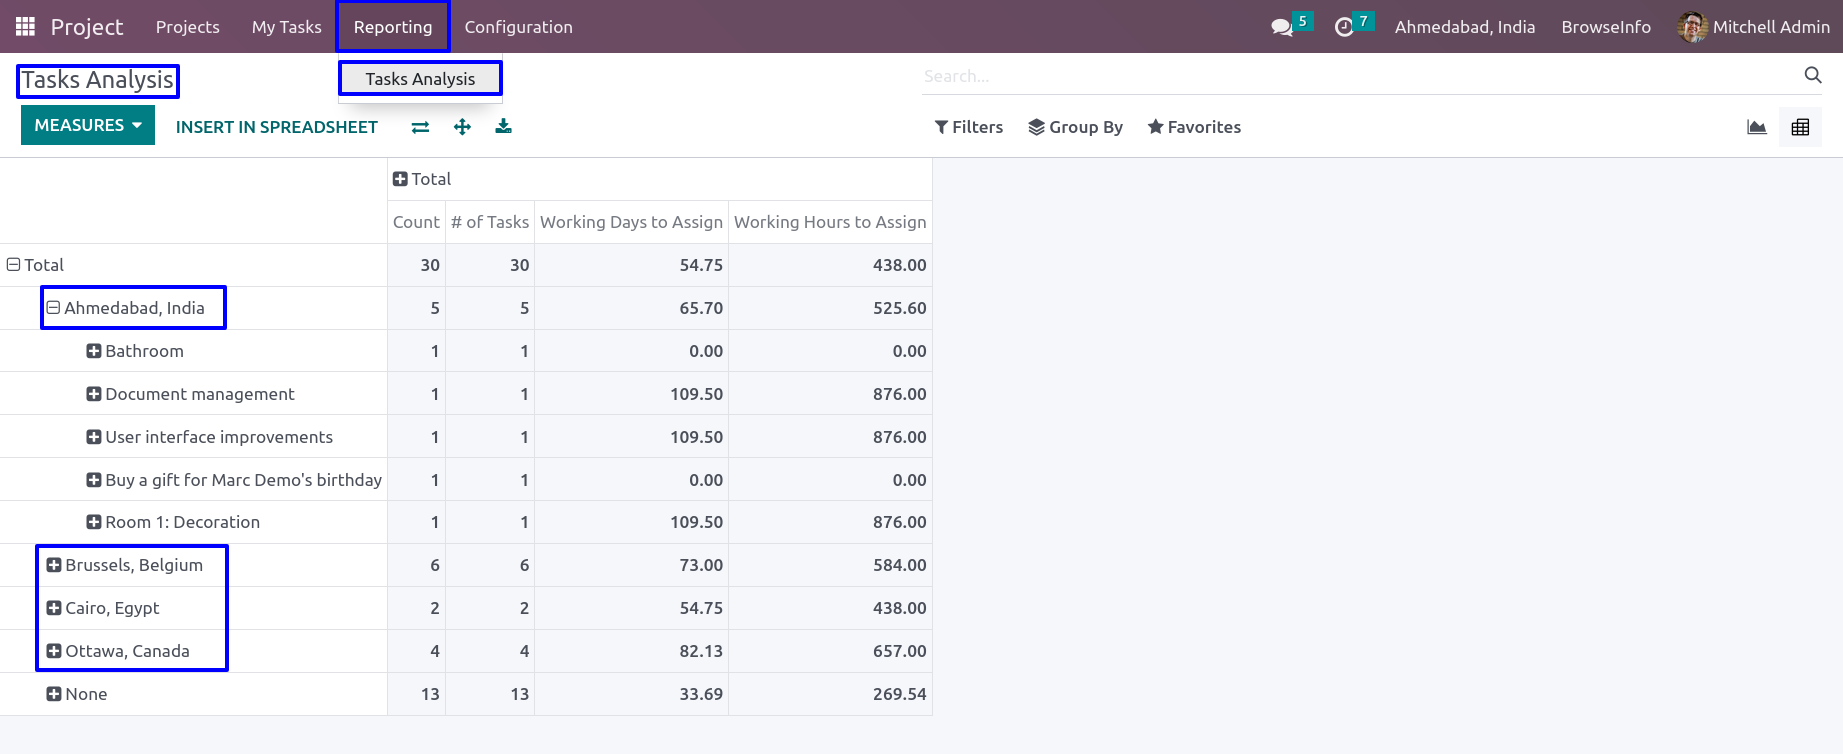 Project Projects My Tasks Reporting Configuration 5 7 Ahmedabad, India BrowseInfo Mitchell Admin
Tasks Analysis Tasks Analysis Search...
MEASURES INSERT IN SPREADSHEET Filters Group By Favorites
Total
Count # of Tasks Working Days to Assign Working Hours to Assign
Total 30 30 54.75 438.00
Ahmedabad, India 5 5 65.70 525.60
Bathroom 1 1 0.00 0.00
Document management 1 1 109.50 876.00
User interface improvements 1 1 109.50 876.00
Buy a gift for Marc Demo's birthday 1 1 0.00 0.00
Room 1: Decoration 1 1 109.50 876.00
Brussels, Belgium 6 6 73.00 584.00
Cairo, Egypt 2 2 54.75 438.00
Ottawa, Canada 4 4 82.13 657.00
None 13 13 33.69 269.54